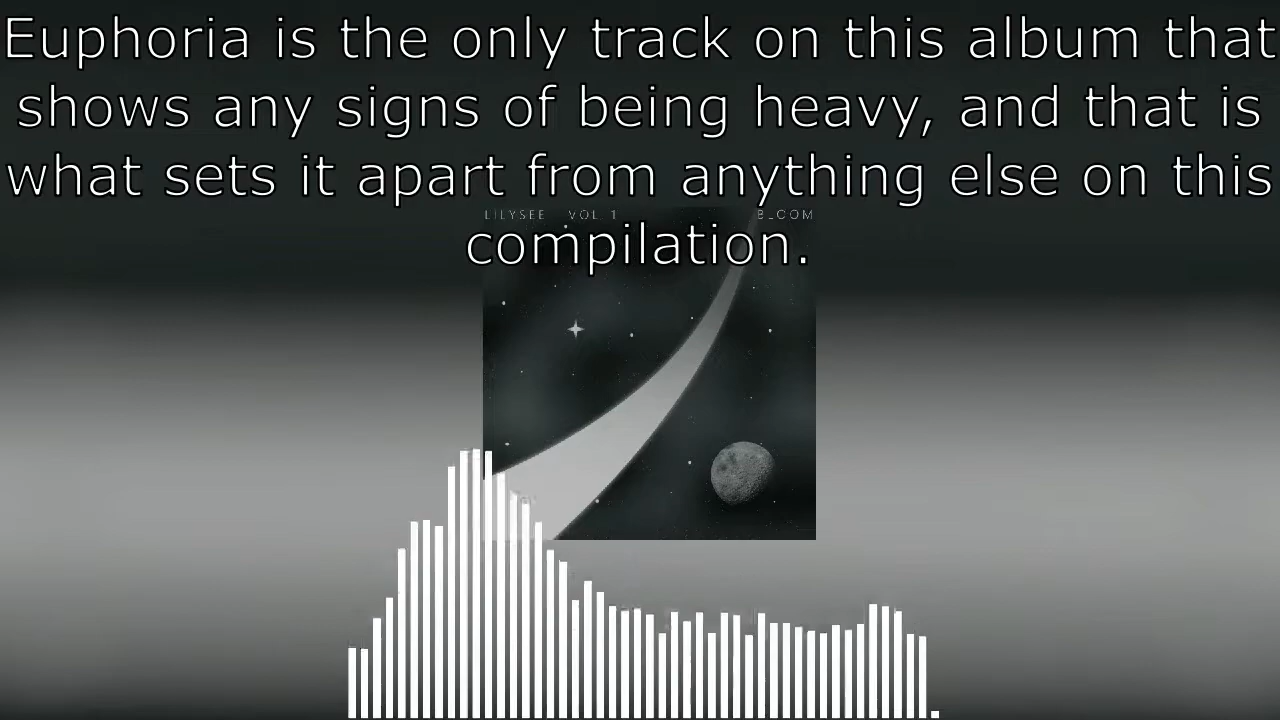 Euphoria is the only track on this album that
shows any signs of being heavy, and that is
what sets it apart from anything else on this
LILYSEE VOL 1 B_OOM
compilation.